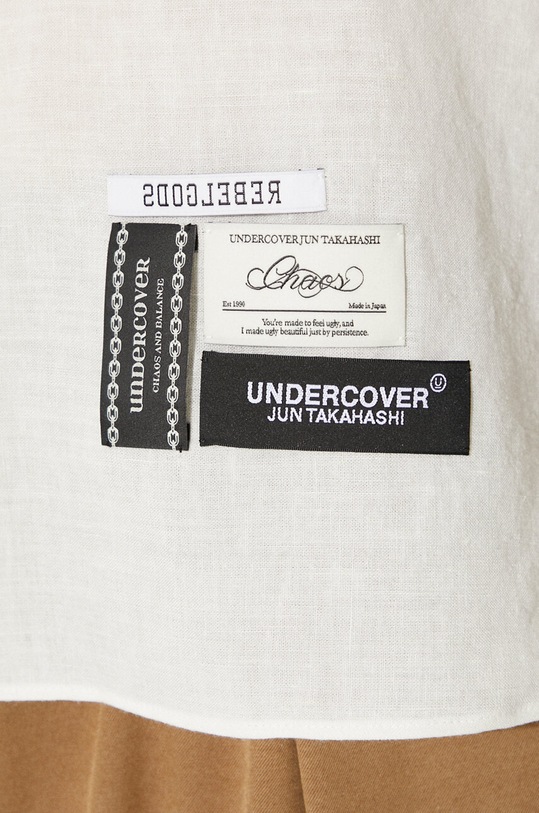 REBELGODS
UNDERCOVER JUN TAKAHASHI
Chaos
Est 1990 Made in Japan
You're made to feel ugly, and
I made ugly beautiful just by persistence.
undercover
CHAOS AND BALANCE
UNDERCOVER U
JUN TAKAHASHI